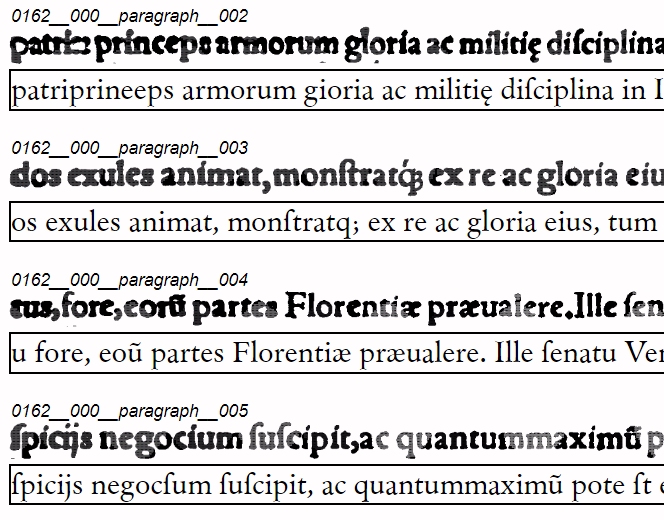 0162__000__paragraph__002
patrię princeps armorum gloria ac militię diſciplina
patriprineeps armorum gioria ac militię diſciplina in I
0162__000__paragraph__003
dos exules animat, monſtratq́ꝫ ex re ac gloria eiu
os exules animat, monſtratq; ex re ac gloria eius, tum
0162__000__paragraph__004
tus, fore, eorũ partes Florentiæ præualere. Ille ſen
u fore, eoũ partes Florentiæ præualere. Ille ſenatu Ver
0162__000__paragraph__005
ſpicijs negocium ſuſcipit, ac quantummaximũ p
ſpicijs negocſum ſuſcipit, ac quantummaximũ pote ſt e